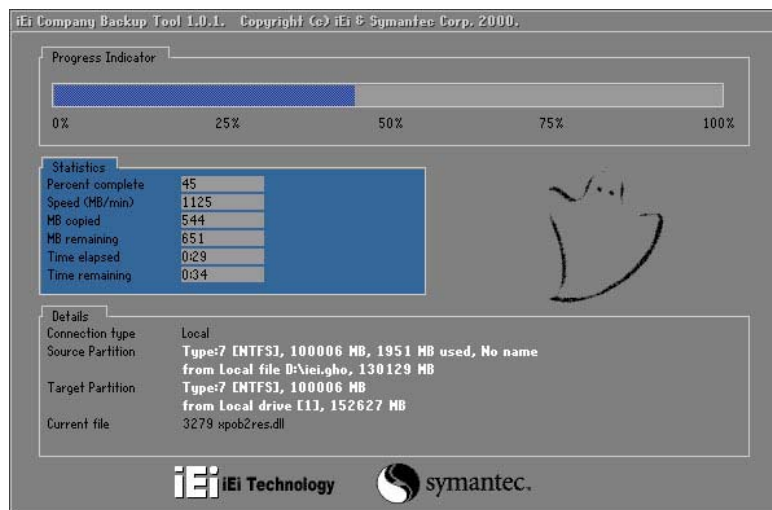 iEi Company Backup Tool 1.0.1.   Copyright (c) iEi & Symantec Corp. 2000.
Progress Indicator
0%   25%   50%   75%   100%
Statistics
Percent complete   45
Speed (MB/min)   1125
MB copied   544
MB remaining   651
Time elapsed   0:29
Time remaining   0:34
Details
Connection type   Local
Source Partition   Type:7 [NTFS], 100006 MB, 1951 MB used, No name
from Local file D:\iei.gho, 130129 MB
Target Partition   Type:7 [NTFS], 100006 MB
from Local drive [1], 152627 MB
Current file   3279 xpob2res.dll
iEi iEi Technology   symantec.